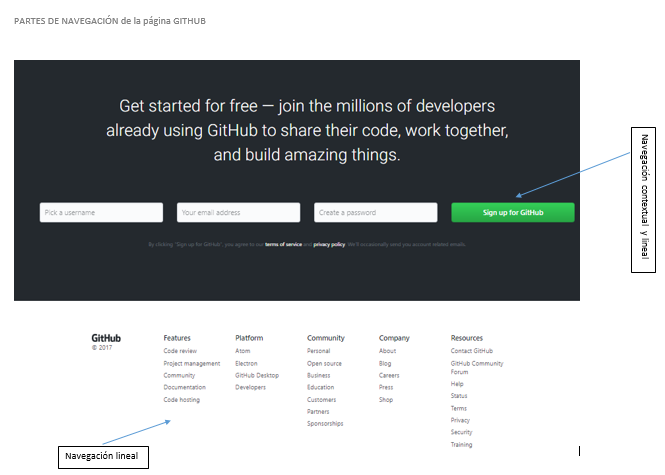 PARTES DE NAVEGACIÓN de la página GITHUB
Get started for free — join the millions of developers
already using GitHub to share their code, work together,
and build amazing things.
Pick a username
Your email address
Create a password
Sign up for GitHub
By clicking "Sign up for GitHub", you agree to our terms of service and privacy policy. We'll occasionally send you account related emails.
Navegación contextual y lineal
GitHub
© 2017
Features
Code review
Project management
Community
Documentation
Code hosting
Platform
Atom
Electron
GitHub Desktop
Developers
Community
Personal
Open source
Business
Education
Customers
Partners
Sponsorships
Company
About
Blog
Careers
Press
Shop
Resources
Contact GitHub
GitHub Community
Forum
Help
Status
Terms
Privacy
Security
Training
Navegación lineal